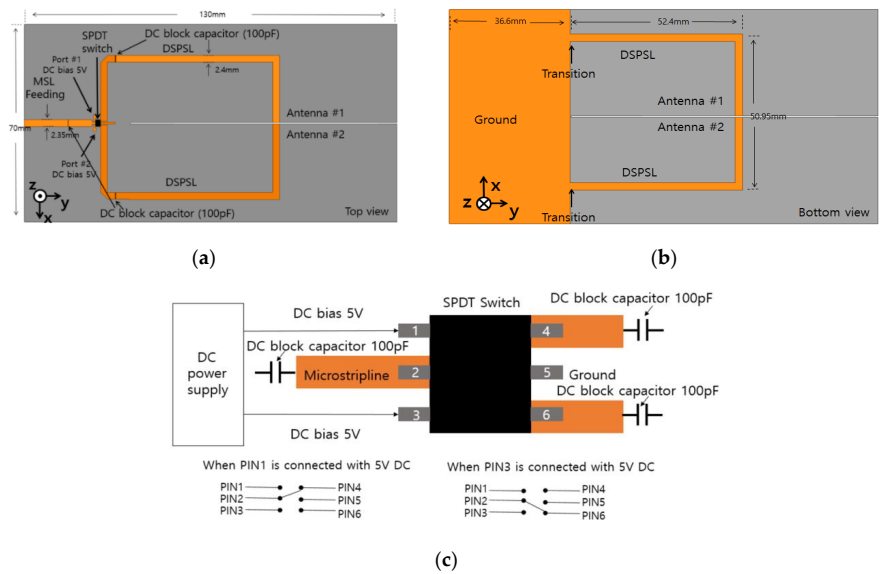 130mm
SPDT
switch
DC block capacitor (100pF)
DSPSL
Port #1
DC bias 5V
2.4mm
MSL
Feeding
Antenna #1
70mm
2.35mm
Antenna #2
Port #2
DC bias 5V
DSPSL
z
y
x
DC block capacitor (100pF)
Top view
(a)
36.6mm
52.4mm
DSPSL
Transition
Ground
Antenna #1
50.95mm
Antenna #2
DSPSL
x
z
y
Transition
Bottom view
(b)
SPDT Switch
DC block capacitor 100pF
DC bias 5V
1
4
DC block capacitor 100pF
DC
power
supply
Microstripline
2
5
Ground
DC block capacitor 100pF
3
6
DC bias 5V
When PIN1 is connected with 5V DC
PIN1
PIN4
PIN2
PIN5
PIN3
PIN6
When PIN3 is connected with 5V DC
PIN1
PIN4
PIN2
PIN5
PIN3
PIN6
(c)